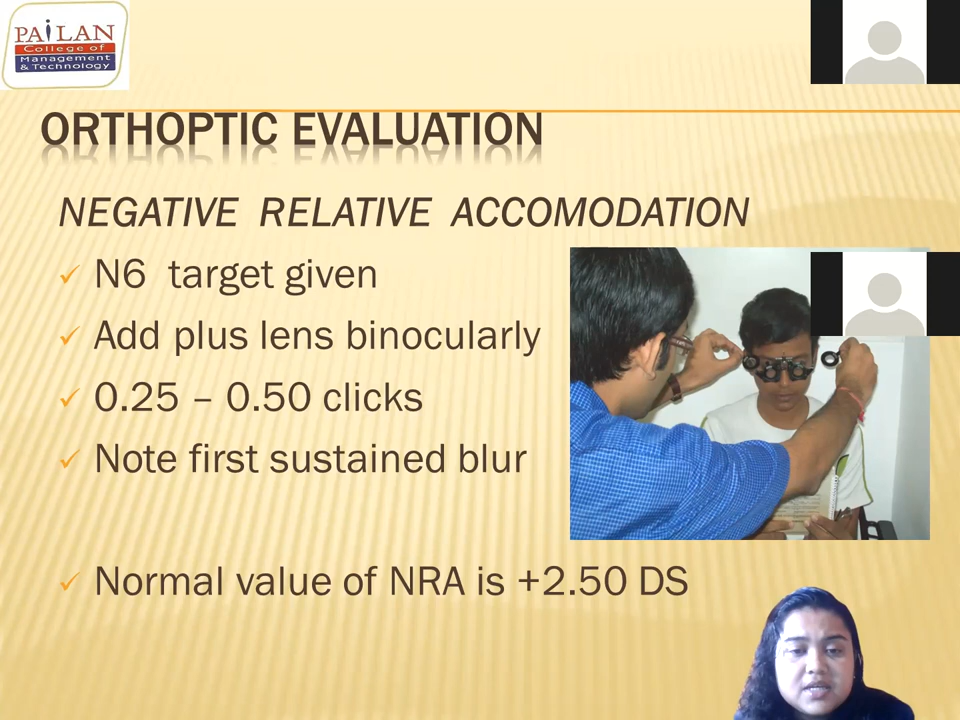 PAiLAN
College of
Management
& Technology
ORTHOPTIC EVALUATION
NEGATIVE RELATIVE ACCOMODATION
N6 target given
Add plus lens binocularly
0.25 – 0.50 clicks
Note first sustained blur
Normal value of NRA is +2.50 DS